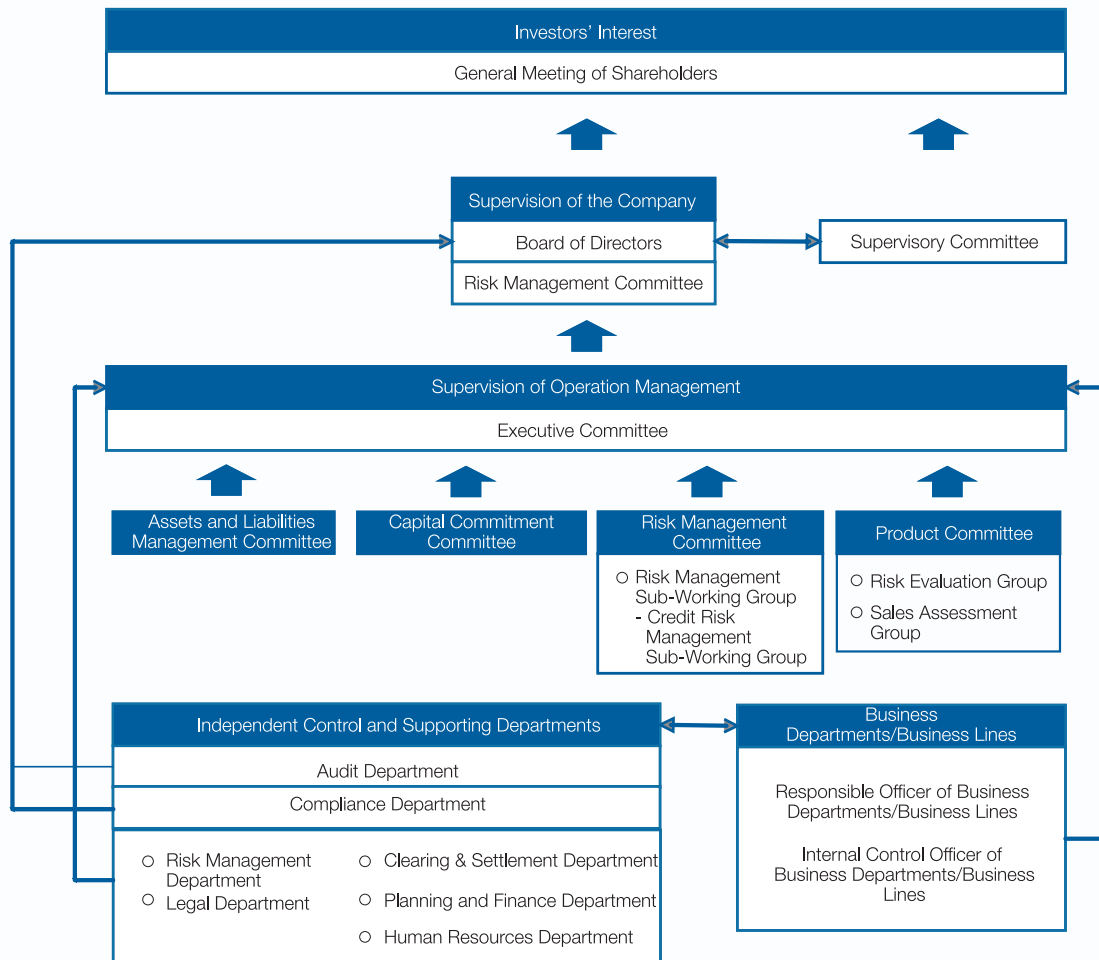 Investors’ Interest
General Meeting of Shareholders
Supervision of the Company
Board of Directors
Risk Management Committee
Supervisory Committee
Supervision of Operation Management
Executive Committee
Assets and Liabilities
Management Committee
Capital Commitment
Committee
Risk Management
Committee
○ Risk Management
Sub-Working Group
- Credit Risk
Management
Sub-Working Group
Product Committee
○ Risk Evaluation Group
○ Sales Assessment
Group
Independent Control and Supporting Departments
Audit Department
Compliance Department
○ Risk Management
Department
○ Legal Department
○ Clearing & Settlement Department
○ Planning and Finance Department
○ Human Resources Department
Business
Departments/Business Lines
Responsible Officer of Business
Departments/Business Lines
Internal Control Officer of
Business Departments/Business
Lines